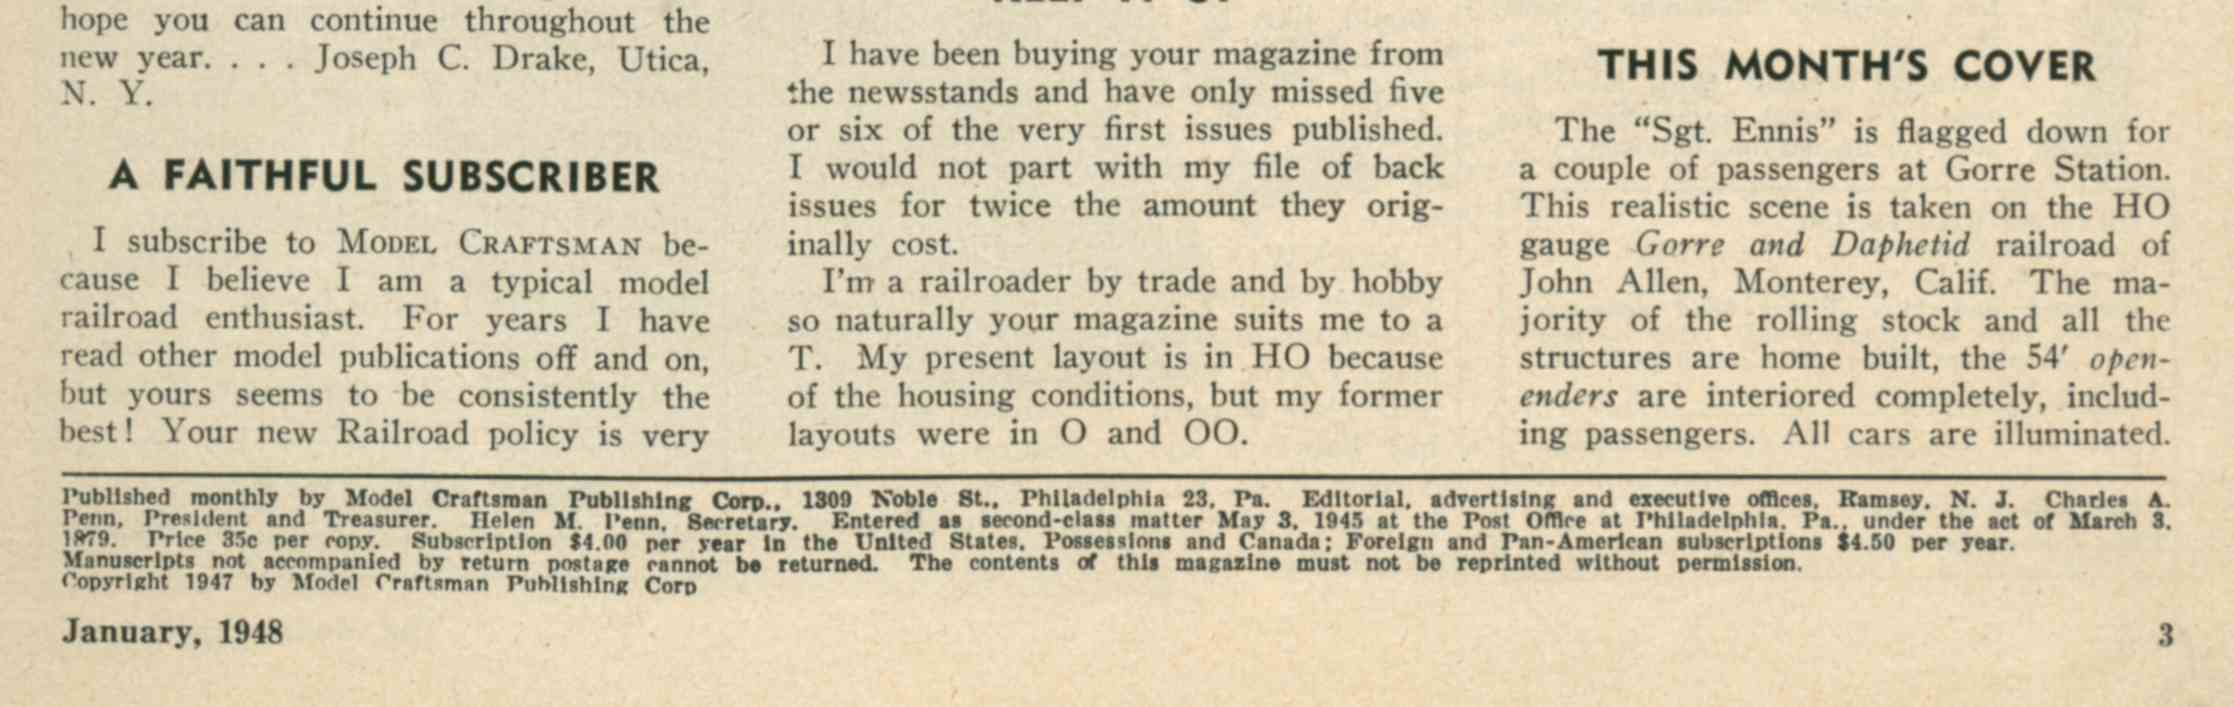 hope you can continue throughout the
new year. . . . Joseph C. Drake, Utica,
N. Y.
A FAITHFUL SUBSCRIBER
I subscribe to MODEL CRAFTSMAN be-
cause I believe I am a typical model
railroad enthusiast. For years I have
read other model publications off and on,
but yours seems to be consistently the
best! Your new Railroad policy is very
I have been buying your magazine from
the newsstands and have only missed five
or six of the very first issues published.
I would not part with my file of back
issues for twice the amount they orig-
inally cost.
I'm a railroader by trade and by hobby
so naturally your magazine suits me to a
T. My present layout is in HO because
of the housing conditions, but my former
layouts were in O and OO.
THIS MONTH'S COVER
The "Sgt. Ennis" is flagged down for
a couple of passengers at Gorre Station.
This realistic scene is taken on the HO
gauge Gorre and Daphetid railroad of
John Allen, Monterey, Calif. The ma-
jority of the rolling stock and all the
structures are home built, the 54' open-
enders are interiored completely, includ-
ing passengers. All cars are illuminated.
Published monthly by Model Craftsman Publishing Corp., 1309 Noble St., Philadelphia 23, Pa. Editorial, advertising and executive offices, Ramsey, N. J. Charles A.
Penn, President and Treasurer. Helen M. Penn, Secretary. Entered as second-class matter May 3, 1945 at the Post Office at Philadelphia, Pa., under the act of March 3,
1879. Price 35c per copy. Subscription $4.00 per year in the United States, Possessions and Canada; Foreign and Pan-American subscriptions $4.50 per year.
Manuscripts not accompanied by return postage cannot be returned. The contents of this magazine must not be reprinted without permission.
Copyright 1947 by Model Craftsman Publishing Corp
January, 1948
3